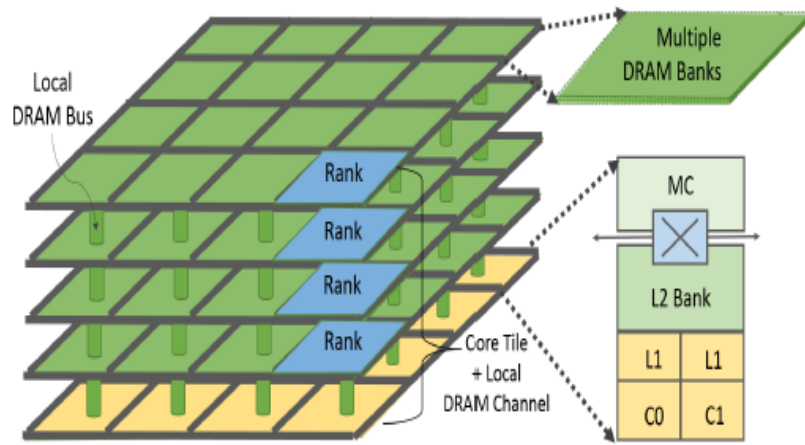 Local
DRAM Bus
Multiple
DRAM Banks
Rank
Rank
Rank
Rank
Core Tile
+ Local
DRAM Channel
MC
L2 Bank
L1 L1
C0 C1